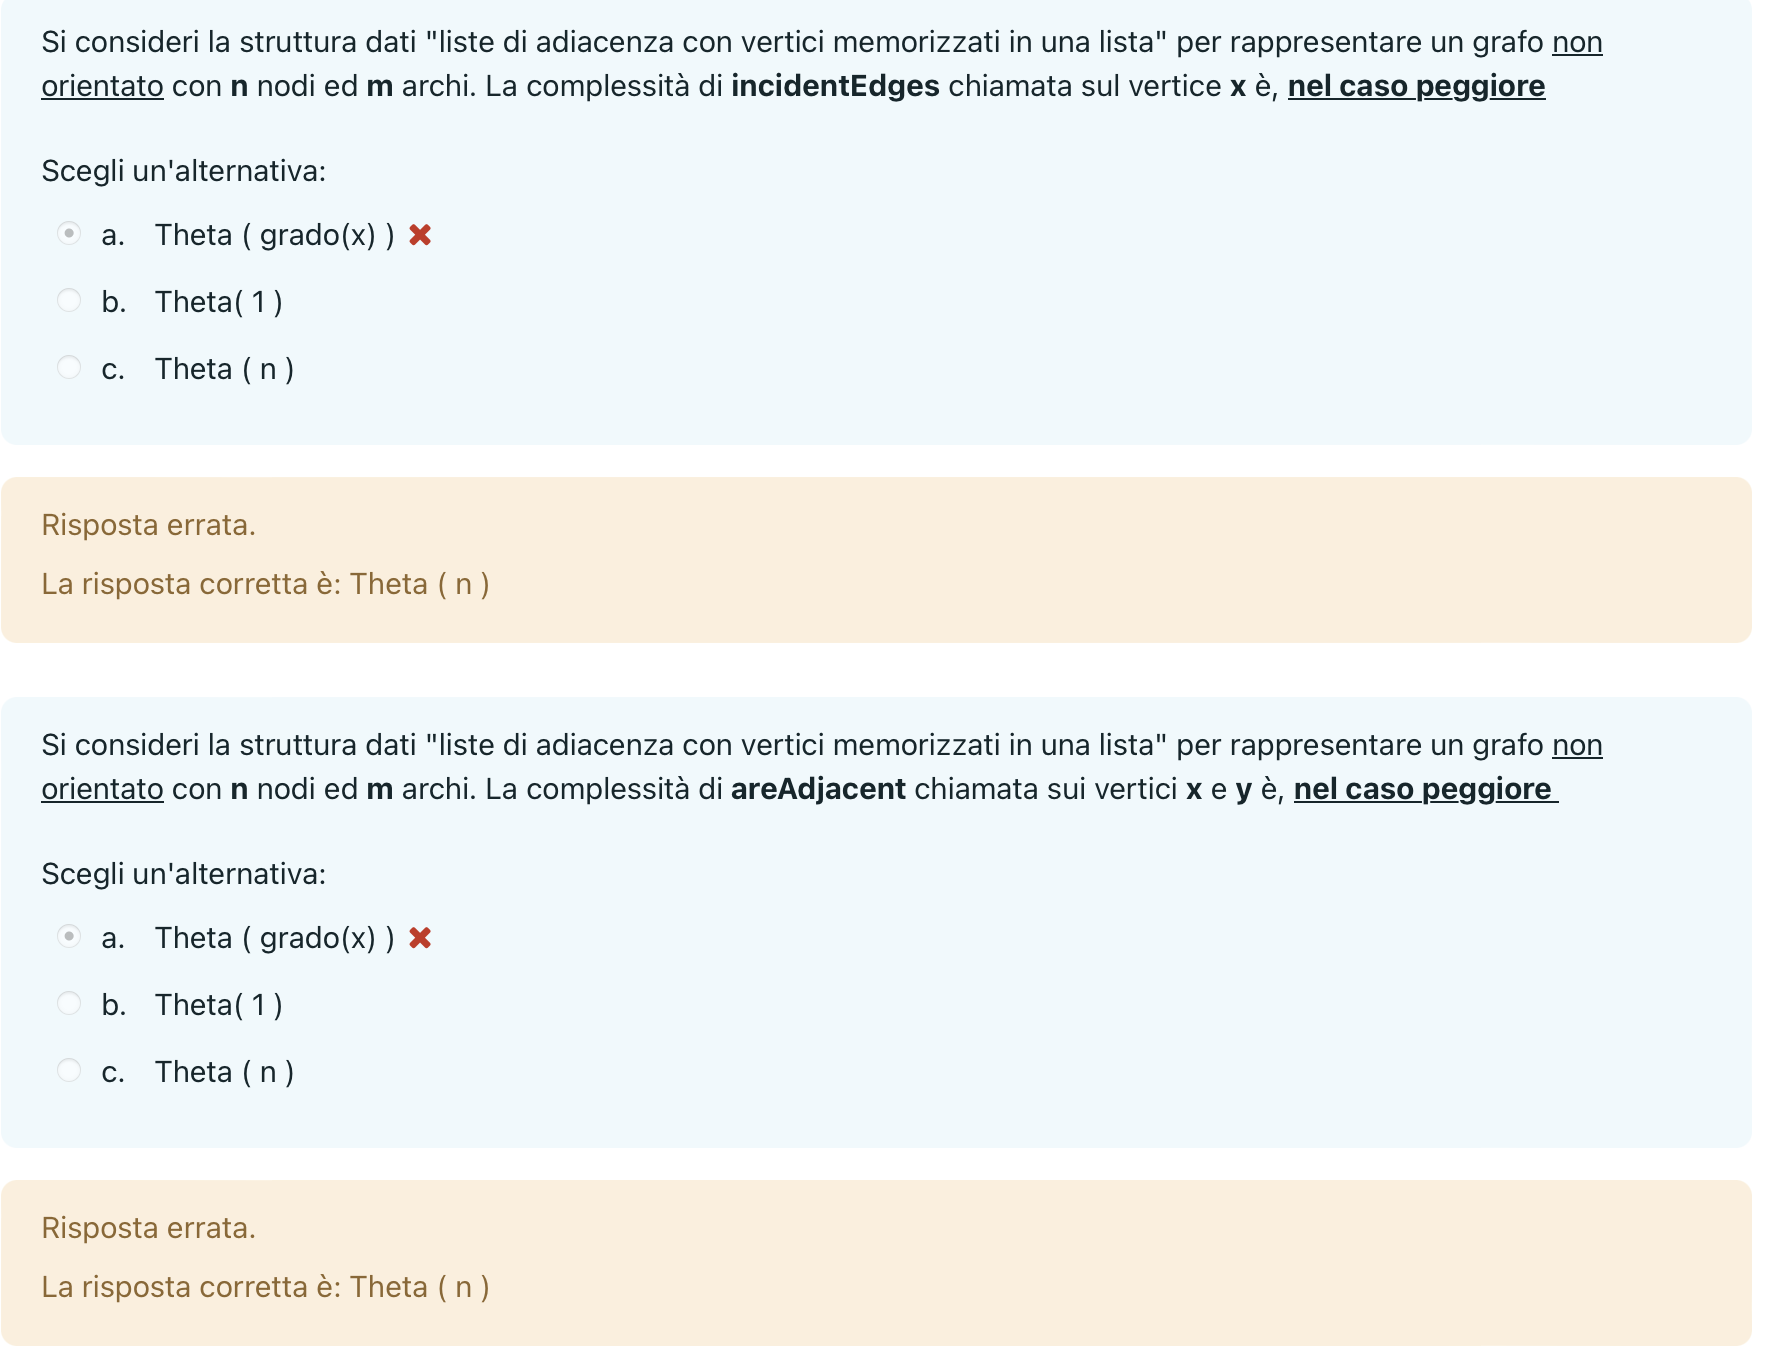 Si consideri la struttura dati "liste di adiacenza con vertici memorizzati in una lista" per rappresentare un grafo non
orientato con n nodi ed m archi. La complessità di incidentEdges chiamata sul vertice x è, nel caso peggiore
Scegli un'alternativa:
a. Theta ( grado(x) )
b. Theta( 1 )
c. Theta ( n )
Risposta errata.
La risposta corretta è: Theta ( n )
Si consideri la struttura dati "liste di adiacenza con vertici memorizzati in una lista" per rappresentare un grafo non
orientato con n nodi ed m archi. La complessità di areAdjacent chiamata sui vertici x e y è, nel caso peggiore
Scegli un'alternativa:
a. Theta ( grado(x) )
b. Theta( 1 )
c. Theta ( n )
Risposta errata.
La risposta corretta è: Theta ( n )